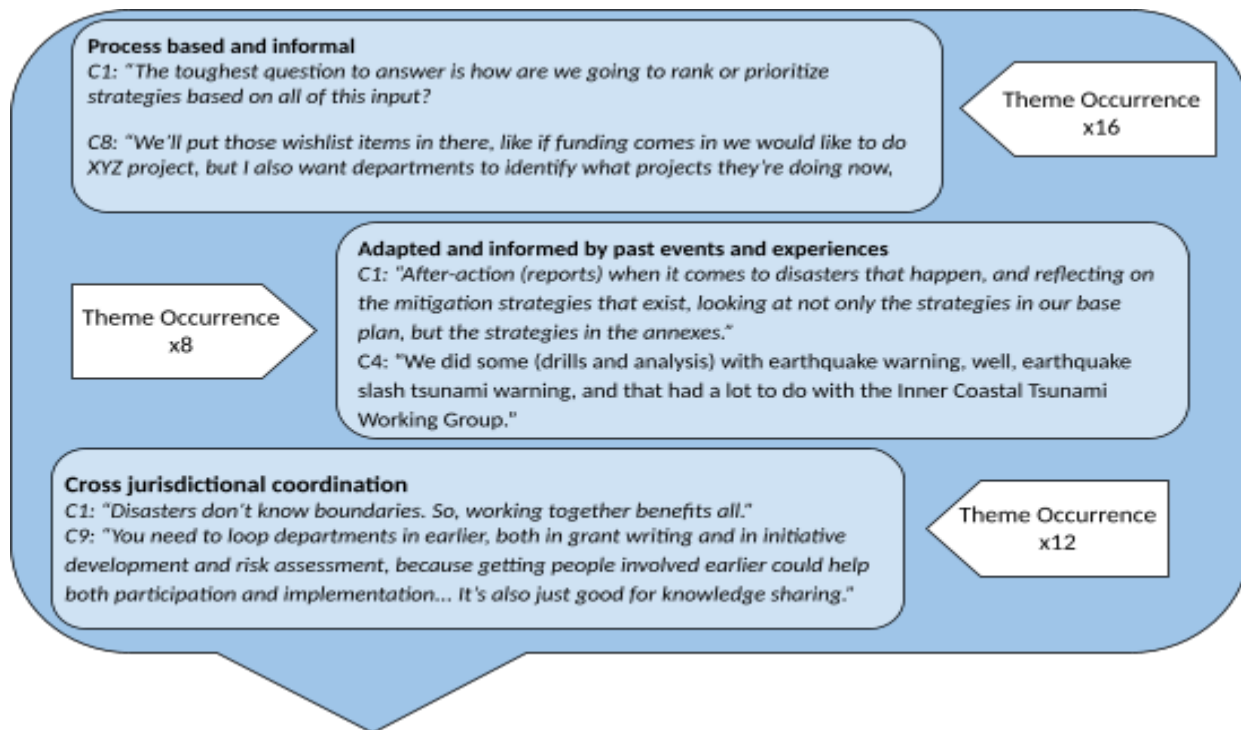 Process based and informal
C1: “The toughest question to answer is how are we going to rank or prioritize
strategies based on all of this input?
C8: “We’ll put those wishlist items in there, like if funding comes in we would like to do
XYZ project, but I also want departments to identify what projects they’re doing now,
Theme Occurrence
x16
Adapted and informed by past events and experiences
C1: “After-action (reports) when it comes to disasters that happen, and reflecting on
the mitigation strategies that exist, looking at not only the strategies in our base
plan, but the strategies in the annexes.”
C4: “We did some (drills and analysis) with earthquake warning, well, earthquake
slash tsunami warning, and that had a lot to do with the Inner Coastal Tsunami
Working Group.”
Theme Occurrence
x8
Cross jurisdictional coordination
C1: “Disasters don’t know boundaries. So, working together benefits all.”
C9: “You need to loop departments in earlier, both in grant writing and in initiative
development and risk assessment, because getting people involved earlier could help
both participation and implementation... It’s also just good for knowledge sharing.”
Theme Occurrence
x12